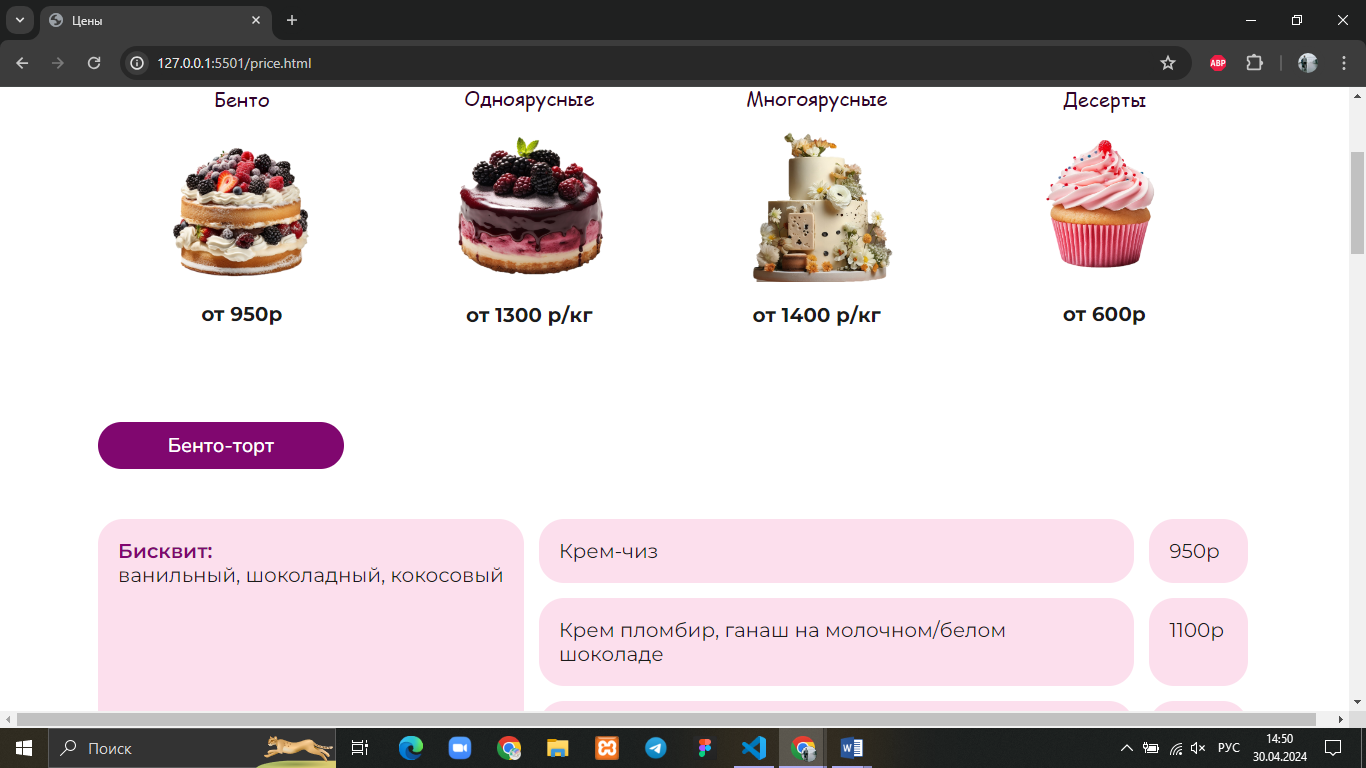 Цены
127.0.0.1:5501/price.html
ABP
Бенто
Одноярусные
Многоярусные
Десерты
от 950р
от 1300 р/кг
от 1400 р/кг
от 600р
Бенто-торт
Бисквит:
ванильный, шоколадный, кокосовый
Крем-чиз
950р
Крем пломбир, ганаш на молочном/белом
шоколаде
1100р
Поиск
РУС
14:50
30.04.2024